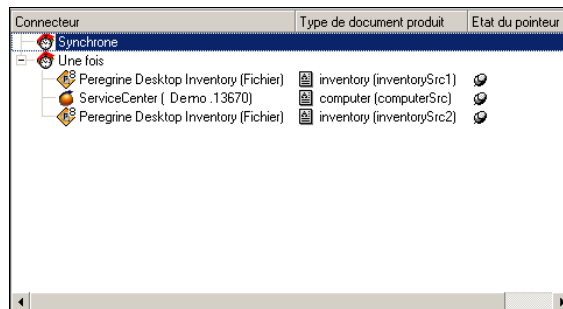 Connecteur Type de document produit Etat du pointeur
Synchrone
Une fois
Peregrine Desktop Inventory (Fichier) inventory (inventorySrc1)
ServiceCenter ( Demo .13670) computer (computerSrc)
Peregrine Desktop Inventory (Fichier) inventory (inventorySrc2)